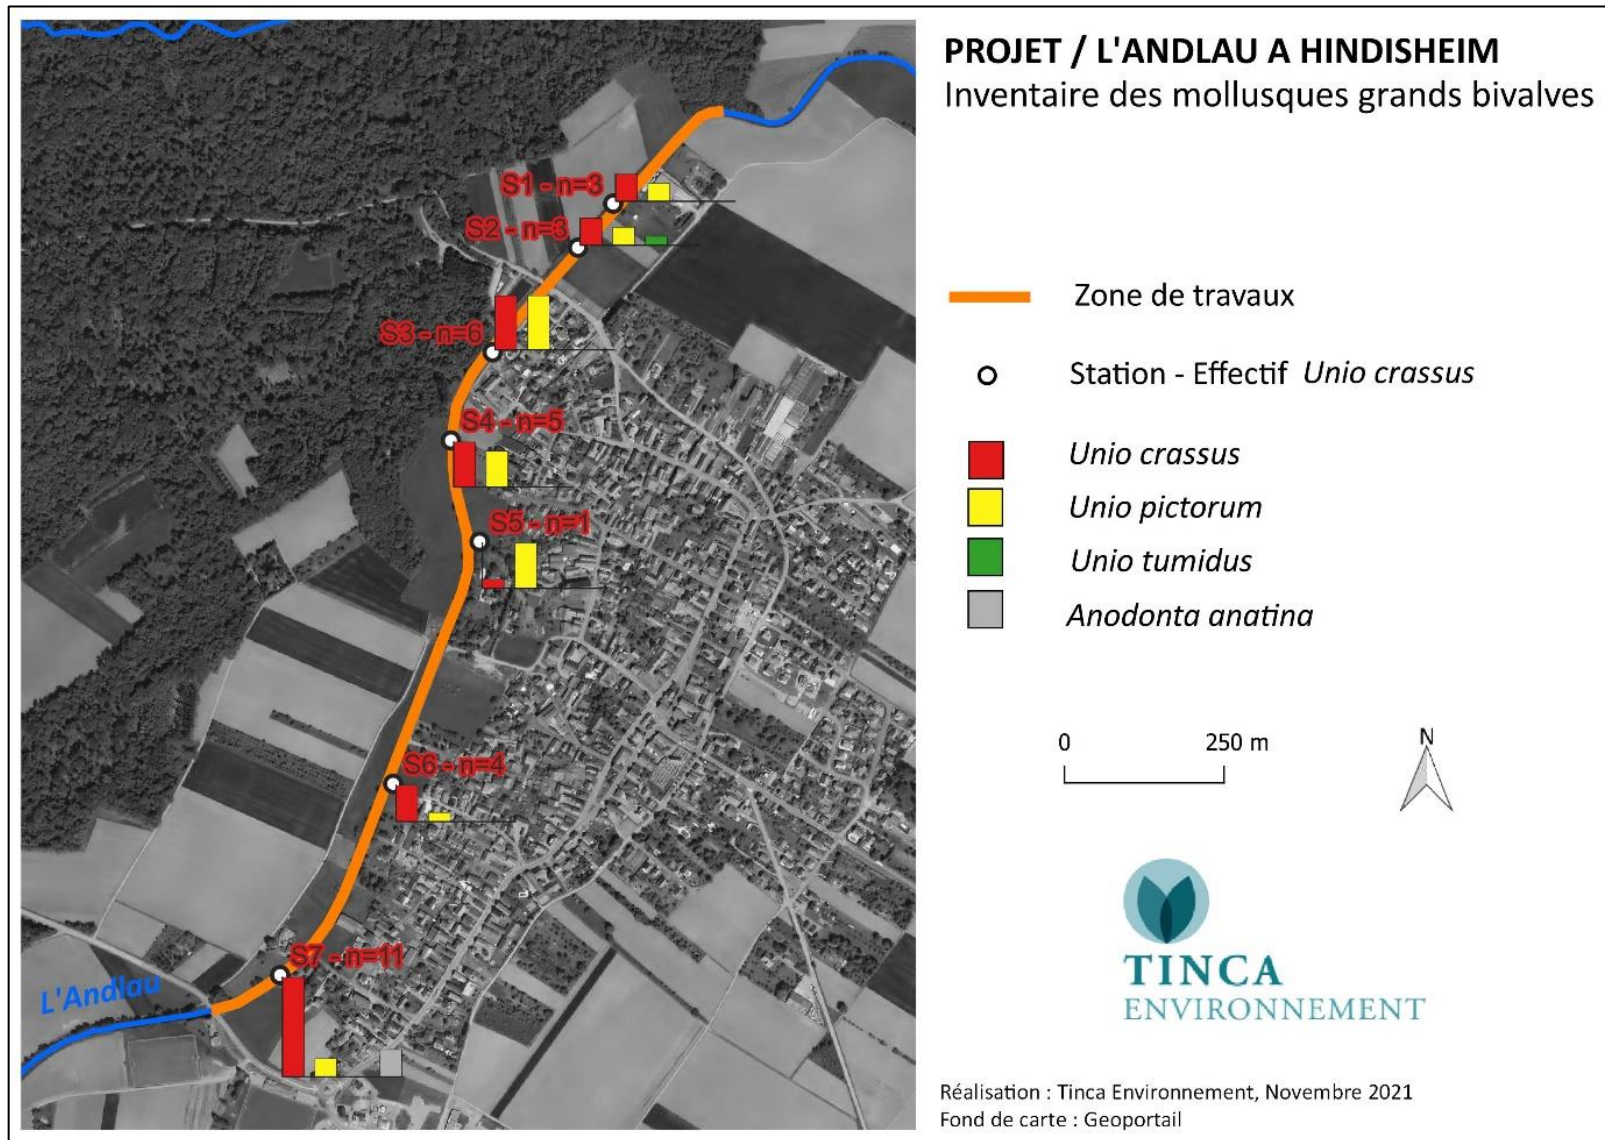 PROJET / L'ANDLAU A HINDISHEIM
Inventaire des mollusques grands bivalves
S1 - n=3
S2 - n=3
S3 - n=6
S4 - n=5
S5 - n=1
S6 - n=4
S7 - n=11
L'Andlau
Zone de travaux
Station - Effectif Unio crassus
Unio crassus
Unio pictorum
Unio tumidus
Anodonta anatina
0 250 m
N
TINCA
ENVIRONNEMENT
Réalisation : Tinca Environnement, Novembre 2021
Fond de carte : Geoportail